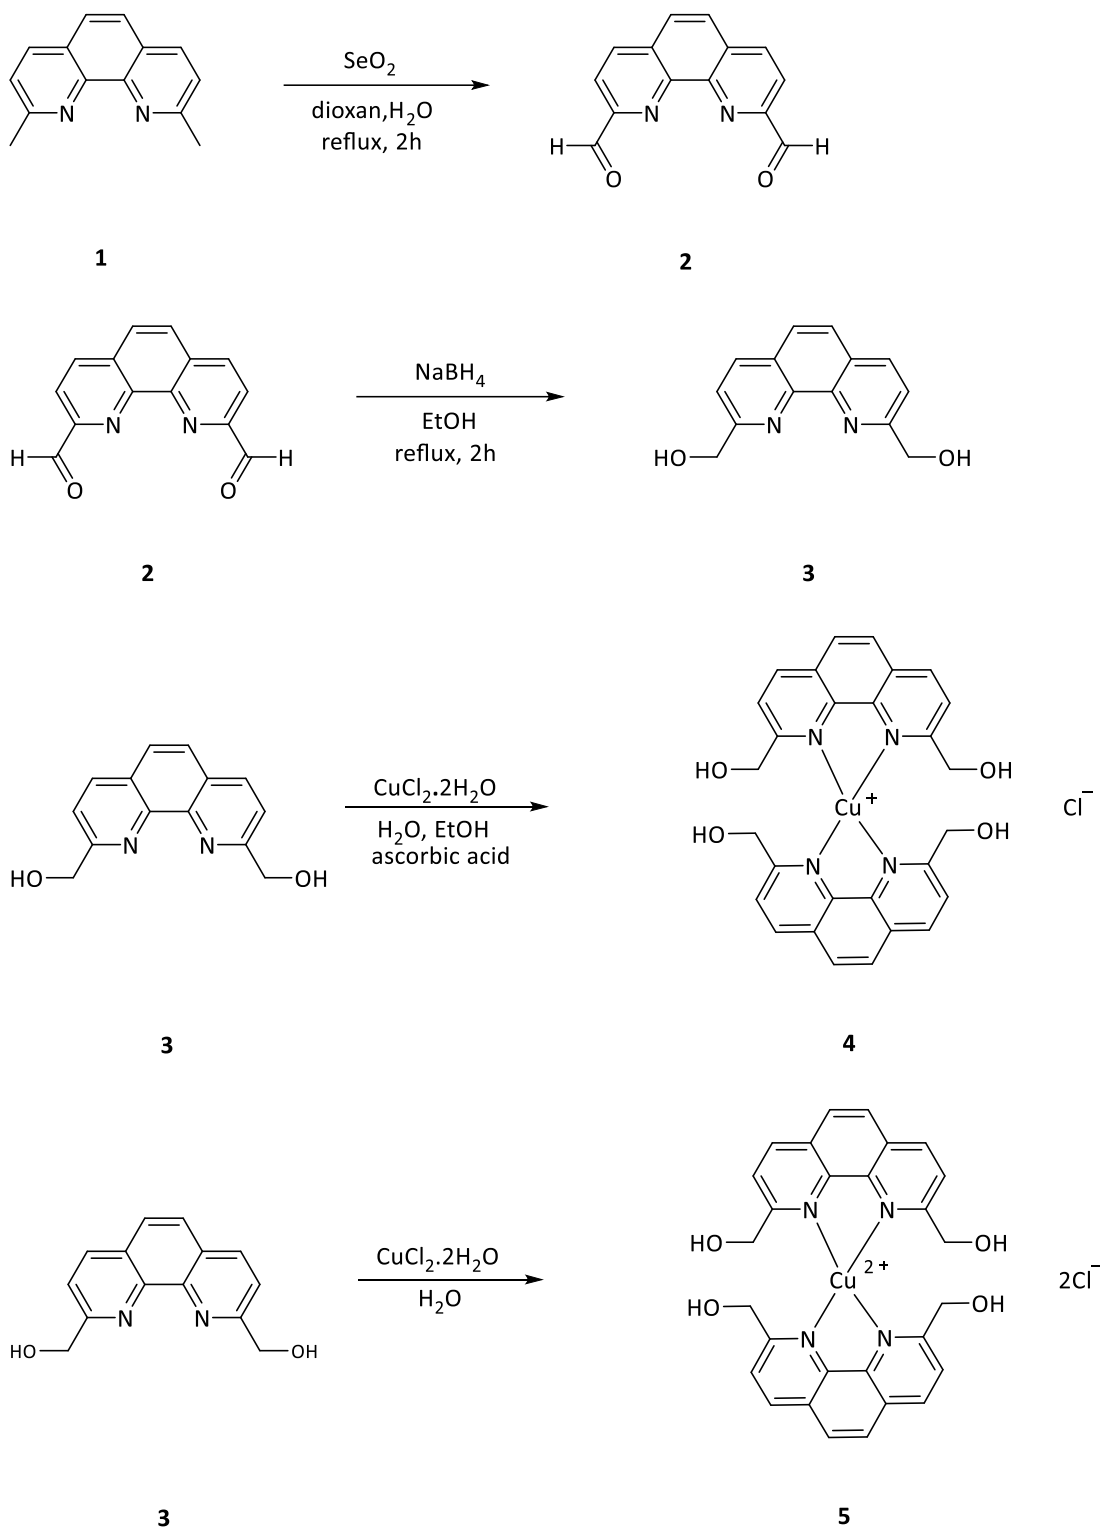 SeO2
dioxan,H2O
reflux, 2h
N N
H H
O O
N N
1
2
NaBH4
EtOH
reflux, 2h
N N
H H
O O
N N
HO OH
2
3
N N
HO OH
CuCl2.2H2O
H2O, EtOH
ascorbic acid
N N
HO OH
Cu+
Cl−
HO OH
N N
3
4
N N
HO OH
CuCl2.2H2O
H2O
N N
HO OH
Cu2+
2Cl−
HO OH
N N
3
5